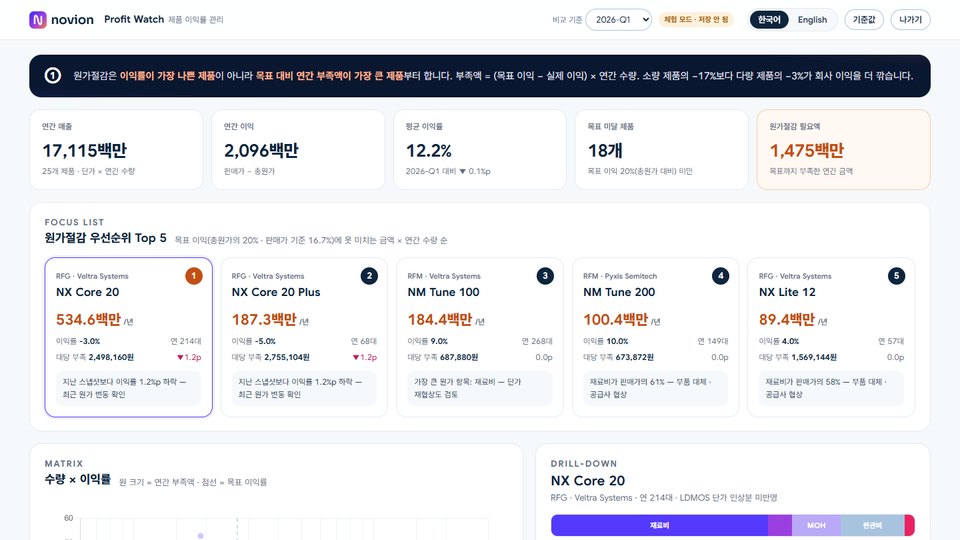 novion Profit Watch 제품 이익률 관리 비교 기준 2026-Q1 체험 모드 · 저장 안 됨 한국어 English 기준값 나가기
1 원가절감은 이익률이 가장 나쁜 제품이 아니라 목표 대비 연간 부족액이 가장 큰 제품부터 합니다. 부족액 = (목표 이익 − 실제 이익) × 연간 수량. 소량 제품의 −17%보다 다량 제품의 −3%가 회사 이익을 더 깎습니다.
연간 매출
17,115백만
25개 제품 · 단가 × 연간 수량
연간 이익
2,096백만
판매가 − 총원가
평균 이익률
12.2%
2026-Q1 대비 ▼ 0.1%p
목표 미달 제품
18개
목표 이익 20%(총원가 대비) 미만
원가절감 필요액
1,475백만
목표까지 부족한 연간 금액
FOCUS LIST
원가절감 우선순위 Top 5 목표 이익(총원가의 20% · 판매가 기준 16.7%)에 못 미치는 금액 × 연간 수량 순
RFG · Veltra Systems 1
NX Core 20
534.6백만 /년
이익률 -3.0% 연 214대
대당 부족 2,498,160원 ▼1.2p
지난 스냅샷보다 이익률 1.2%p 하락 —
최근 원가 변동 확인
RFG · Veltra Systems 2
NX Core 20 Plus
187.3백만 /년
이익률 -5.0% 연 68대
대당 부족 2,755,104원 ▼1.2p
지난 스냅샷보다 이익률 1.2%p 하락 —
최근 원가 변동 확인
RFM · Veltra Systems 3
NM Tune 100
184.4백만 /년
이익률 9.0% 연 268대
대당 부족 687,880원 0.0p
가장 큰 원가 항목: 재료비 — 단가
재협상도 검토
RFM · Pyxis Semitech 4
NM Tune 200
100.4백만 /년
이익률 10.0% 연 149대
대당 부족 673,872원 0.0p
재료비가 판매가의 61% — 부품 대체 ·
공급사 협상
RFG · Veltra Systems 5
NX Lite 12
89.4백만 /년
이익률 4.0% 연 57대
대당 부족 1,569,144원 0.0p
재료비가 판매가의 58% — 부품 대체 ·
공급사 협상
MATRIX
수량 × 이익률 원 크기 = 연간 부족액 · 점선 = 목표 이익률
60
DRILL-DOWN
NX Core 20
RFG · Veltra Systems · 연 214대 · LDMOS 단가 인상분 미반영
재료비 MOH 판관비